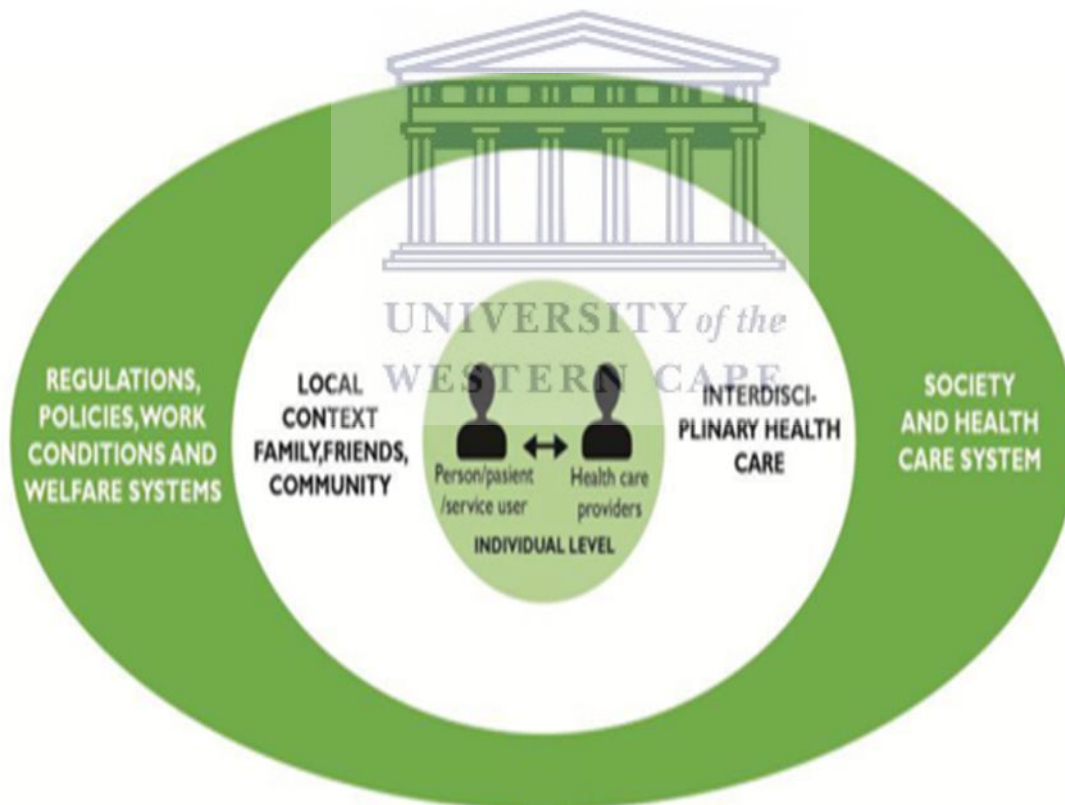 UNIVERSITY of the
WESTERN CAPE
REGULATIONS,
POLICIES,WORK
CONDITIONS AND
WELFARE SYSTEMS
LOCAL
CONTEXT
FAMILY,FRIENDS,
COMMUNITY
Person/pasient
/service user
Health care
providers
INDIVIDUAL LEVEL
INTERDISCI-
PLINARY HEALTH
CARE
SOCIETY
AND HEALTH
CARE SYSTEM